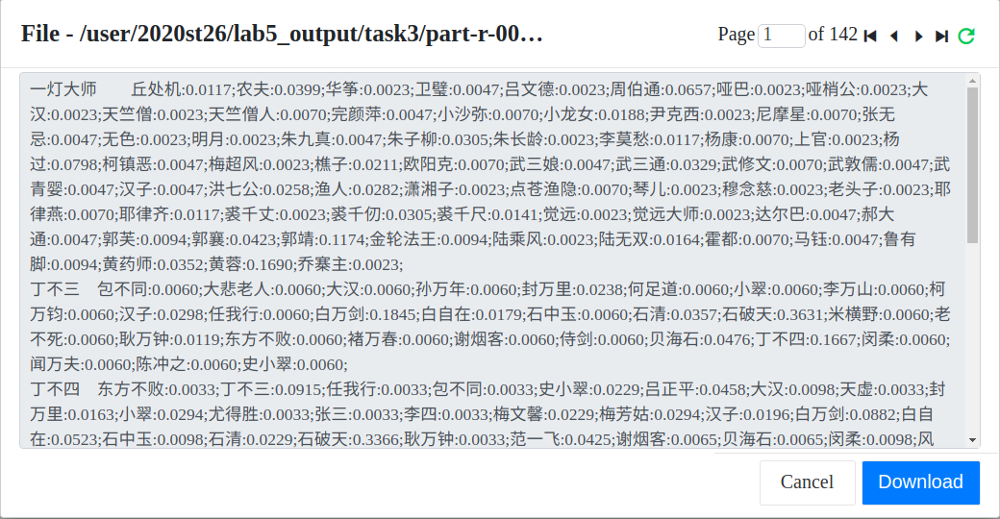 File - /user/2020st26/lab5_output/task3/part-r-00…
Page 1 of 142
一灯大师 丘处机:0.0117;农夫:0.0399;华筝:0.0023;卫璧:0.0047;吕文德:0.0023;周伯通:0.0657;哑巴:0.0023;哑梢公:0.0023;大
汉:0.0023;天竺僧:0.0023;天竺僧人:0.0070;完颜萍:0.0047;小沙弥:0.0070;小龙女:0.0188;尹克西:0.0023;尼摩星:0.0070;张无
忌:0.0047;无色:0.0023;明月:0.0023;朱九真:0.0047;朱子柳:0.0305;朱长龄:0.0023;李莫愁:0.0117;杨康:0.0070;上官:0.0023;杨
过:0.0798;柯镇恶:0.0047;梅超风:0.0023;樵子:0.0211;欧阳克:0.0070;武三娘:0.0047;武三通:0.0329;武修文:0.0070;武敦儒:0.0047;武
青婴:0.0047;汉子:0.0047;洪七公:0.0258;渔人:0.0282;潇湘子:0.0023;点苍渔隐:0.0070;琴儿:0.0023;穆念慈:0.0023;老头子:0.0023;耶
律燕:0.0070;耶律齐:0.0117;裘千丈:0.0023;裘千仞:0.0305;裘千尺:0.0141;觉远:0.0023;觉远大师:0.0023;达尔巴:0.0047;郝大
通:0.0047;郭芙:0.0094;郭襄:0.0423;郭靖:0.1174;金轮法王:0.0094;陆乘风:0.0023;陆无双:0.0164;霍都:0.0070;马钰:0.0047;鲁有
脚:0.0094;黄药师:0.0352;黄蓉:0.1690;乔寨主:0.0023;
丁不三 包不同:0.0060;大悲老人:0.0060;大汉:0.0060;孙万年:0.0060;封万里:0.0238;何足道:0.0060;小翠:0.0060;李万山:0.0060;柯
万钧:0.0060;汉子:0.0298;任我行:0.0060;白万剑:0.1845;白自在:0.0179;石中玉:0.0060;石清:0.0357;石破天:0.3631;米横野:0.0060;老
不死:0.0060;耿万钟:0.0119;东方不败:0.0060;褚万春:0.0060;谢烟客:0.0060;侍剑:0.0060;贝海石:0.0476;丁不四:0.1667;闵柔:0.0060;
闻万夫:0.0060;陈冲之:0.0060;史小翠:0.0060;
丁不四 东方不败:0.0033;丁不三:0.0915;任我行:0.0033;包不同:0.0033;史小翠:0.0229;吕正平:0.0458;大汉:0.0098;天虚:0.0033;封
万里:0.0163;小翠:0.0294;尤得胜:0.0033;张三:0.0033;李四:0.0033;梅文馨:0.0229;梅芳姑:0.0294;汉子:0.0196;白万剑:0.0882;白自
在:0.0523;石中玉:0.0098;石清:0.0229;石破天:0.3366;耿万钟:0.0033;范一飞:0.0425;谢烟客:0.0065;贝海石:0.0065;闵柔:0.0098;风
Cancel
Download